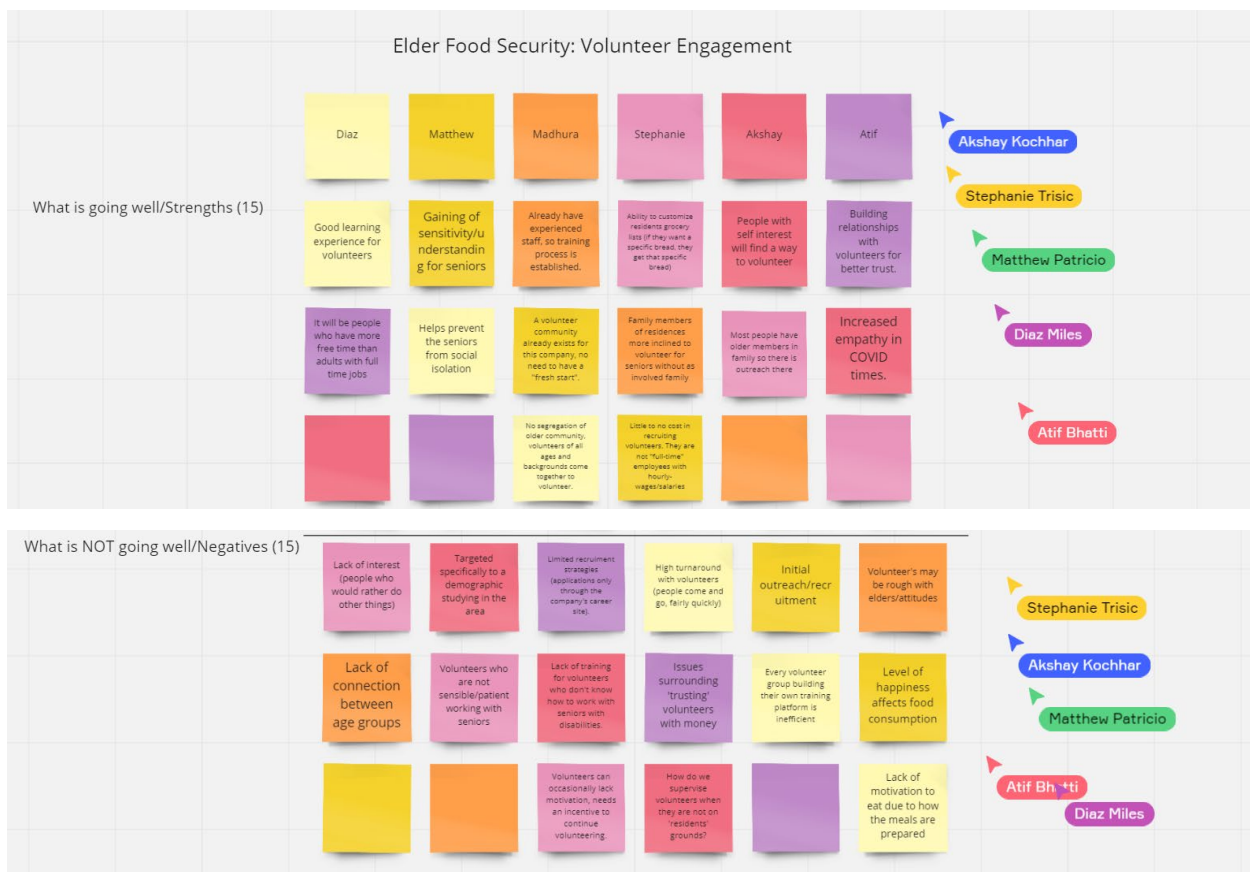 Elder Food Security: Volunteer Engagement
Diaz
Matthew
Madhura
Stephanie
Akshay
Atif
Akshay Kochhar
Stephanie Trisic
Matthew Patricio
Diaz Miles
Atif Bhatti
What is going well/Strengths (15)
Good learning
experience for
volunteers
Gaining of
sensitivity/u
nderstandin
g for seniors
Already have
experienced
staff, so training
process is
established.
Ability to customize
residents grocery
lists (if they want a
specific bread, they
get that specific
bread)
People with
self interest
will find a way
to volunteer
Building
relationships
with
volunteers for
better trust.
It will be people
who have more
free time than
adults with full
time jobs
Helps prevent
the seniors
from social
isolation
A volunteer
community
already exists for
this company, no
need to have a
"fresh start".
Family members
of residences
more inclined to
volunteer for
seniors without as
involved family
Most people have
older members in
family so there is
outreach there
Increased
empathy in
COVID
times.
No segregation of
older community,
volunteers of all
ages and
backgrounds come
together to
volunteer.
Little to no cost in
recruiting
volunteers. They are
not "full-time"
employees with
hourly-
wages/salaries
What is NOT going well/Negatives (15)
Lack of interest
(people who
would rather do
other things)
Targeted
specifically to a
demographic
studying in the
area
Limited recruiment
strategies
(applications only
through the
company's career
site).
High turnaround
with volunteers
(people come and
go, fairly quickly)
Initial
outreach/recr
uitment
Volunteer's may
be rough with
elders/attitudes
Lack of
connection
between
age groups
Volunteers who
are not
sensible/patient
working with
seniors
Lack of training
for volunteers
who don't know
how to work with
seniors with
disabilities.
Issues
surrounding
'trusting'
volunteers
with money
Every volunteer
group building
their own training
platform is
inefficient
Level of
happiness
affects food
consumption
Volunteers can
occasionally lack
motivation, needs
an incentive to
continue
volunteering.
How do we
supervise
volunteers when
they are not on
'residents'
grounds?
Lack of
motivation to
eat due to how
the meals are
prepared
Stephanie Trisic
Akshay Kochhar
Matthew Patricio
Atif Bhatti
Diaz Miles